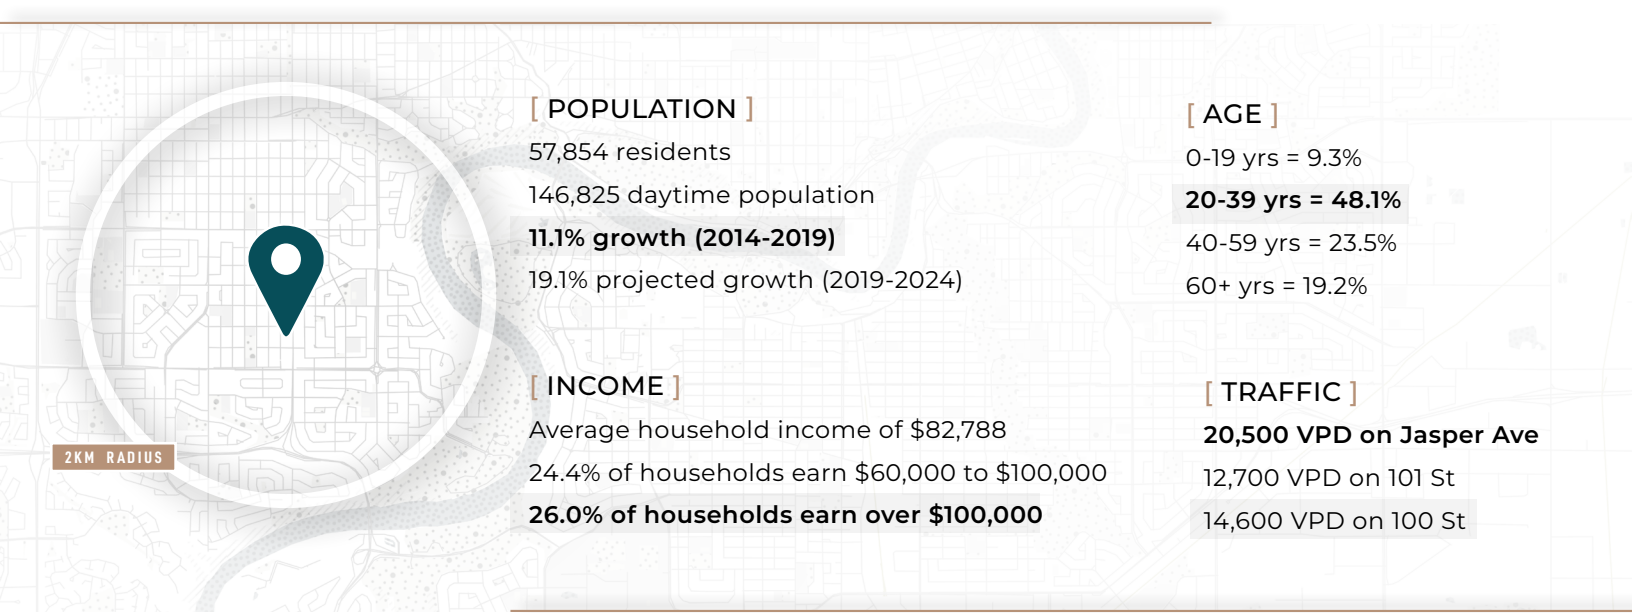 [ POPULATION ]
57,854 residents
146,825 daytime population
11.1% growth (2014-2019)
19.1% projected growth (2019-2024)
[ AGE ]
0-19 yrs = 9.3%
20-39 yrs = 48.1%
40-59 yrs = 23.5%
60+ yrs = 19.2%
2KM RADIUS
[ INCOME ]
Average household income of $82,788
24.4% of households earn $60,000 to $100,000
26.0% of households earn over $100,000
[ TRAFFIC ]
20,500 VPD on Jasper Ave
12,700 VPD on 101 St
14,600 VPD on 100 St